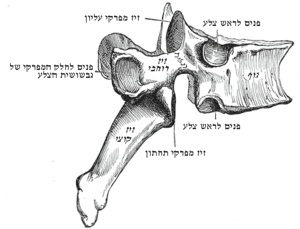 זיז מפרקי עליון
פנים לראש צלע
פנים לחלק המפרקי של
גבשושית הצלע
זיז
רוחבי
גוף
פנים לראש צלע
זיז
קוצי
זיז מפרקי תחתון